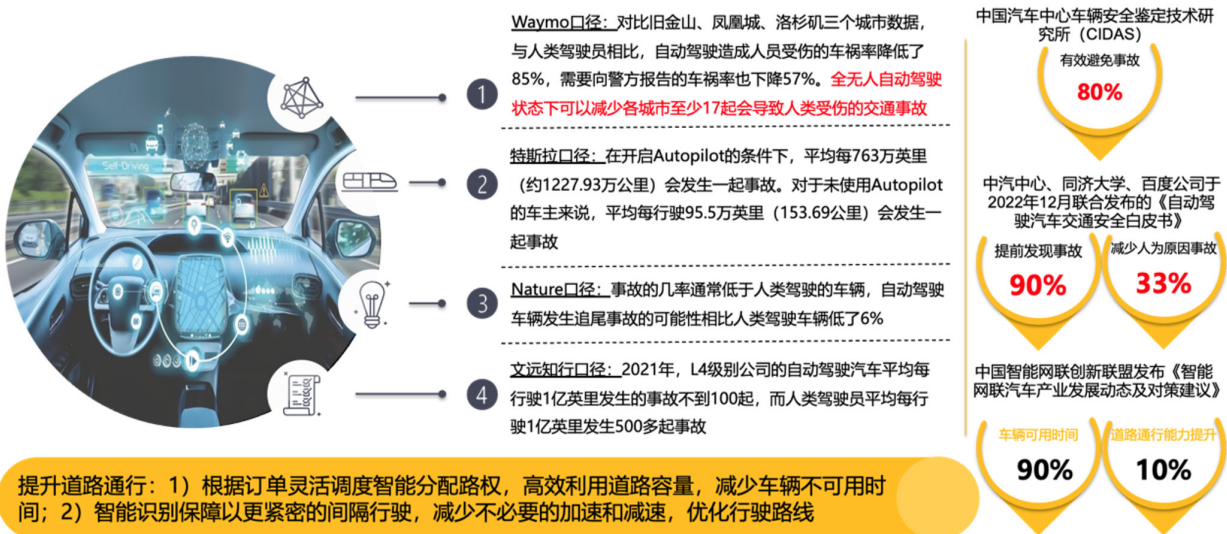 Self-Driving
1
Waymo口径：对比旧金山、凤凰城、洛杉矶三个城市数据，
与人类驾驶员相比，自动驾驶造成人员受伤的车祸率降低了
85%，需要向警方报告的车祸率也下降57%。全无人自动驾驶
状态下可以减少各城市至少17起会导致人类受伤的交通事故
2
特斯拉口径：在开启Autopilot的条件下，平均每763万英里
（约1227.93万公里）会发生一起事故。对于未使用Autopilot
的车主来说，平均每行驶95.5万英里（153.69公里）会发生一
起事故
3
Nature口径：事故的几率通常低于人类驾驶的车辆，自动驾驶
车辆发生追尾事故的可能性相比人类驾驶车辆低了6%
4
文远知行口径：2021年，L4级别公司的自动驾驶汽车平均每
行驶1亿英里发生的事故不到100起，而人类驾驶员平均每行
驶1亿英里发生500多起事故
中国汽车中心车辆安全鉴定技术研
究所（CIDAS）
有效避免事故
80%
中汽中心、同济大学、百度公司于
2022年12月联合发布的《自动驾
驶汽车交通安全白皮书》
提前发现事故
90%
减少人为原因事故
33%
中国智能网联创新联盟发布《智能
网联汽车产业发展动态及对策建议》
车辆可用时间
90%
道路通行能力提升
10%
提升道路通行：1）根据订单灵活调度智能分配路权，高效利用道路容量，减少车辆不可用时
间；2）智能识别保障以更紧密的间隔行驶，减少不必要的加速和减速，优化行驶路线